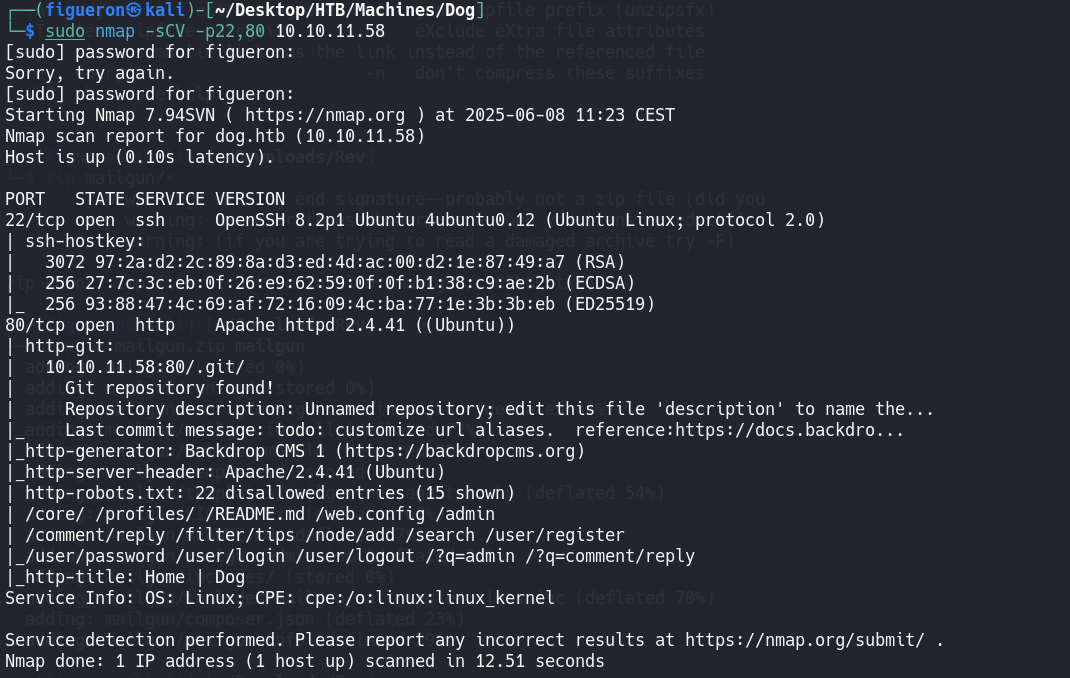 ┌──(figueron㉿kali)-[~/Desktop/HTB/Machines/Dog]
└─$ sudo nmap -sCV -p22,80 10.10.11.58
[sudo] password for figueron:
Sorry, try again.
[sudo] password for figueron:
Starting Nmap 7.94SVN ( https://nmap.org ) at 2025-06-08 11:23 CEST
Nmap scan report for dog.htb (10.10.11.58)
Host is up (0.10s latency).
PORT   STATE SERVICE VERSION
22/tcp open  ssh     OpenSSH 8.2p1 Ubuntu 4ubuntu0.12 (Ubuntu Linux; protocol 2.0)
| ssh-hostkey:
|   3072 97:2a:d2:2c:89:8a:d3:ed:4d:ac:00:d2:1e:87:49:a7 (RSA)
|   256 27:7c:3c:eb:0f:26:e9:62:59:0f:0f:b1:38:c9:ae:2b (ECDSA)
|_  256 93:88:47:4c:69:af:72:16:09:4c:ba:77:1e:3b:3b:eb (ED25519)
80/tcp open  http    Apache httpd 2.4.41 ((Ubuntu))
| http-git:
|   10.10.11.58:80/.git/
|     Git repository found!
|     Repository description: Unnamed repository; edit this file 'description' to name the...
|_    Last commit message: todo: customize url aliases.  reference:https://docs.backdro...
|_http-generator: Backdrop CMS 1 (https://backdropcms.org)
|_http-server-header: Apache/2.4.41 (Ubuntu)
| http-robots.txt: 22 disallowed entries (15 shown)
| /core/ /profiles/ /README.md /web.config /admin
| /comment/reply /filter/tips /node/add /search /user/register
|_/user/password /user/login /user/logout /?q=admin /?q=comment/reply
|_http-title: Home | Dog
Service Info: OS: Linux; CPE: cpe:/o:linux:linux_kernel
Service detection performed. Please report any incorrect results at https://nmap.org/submit/ .
Nmap done: 1 IP address (1 host up) scanned in 12.51 seconds